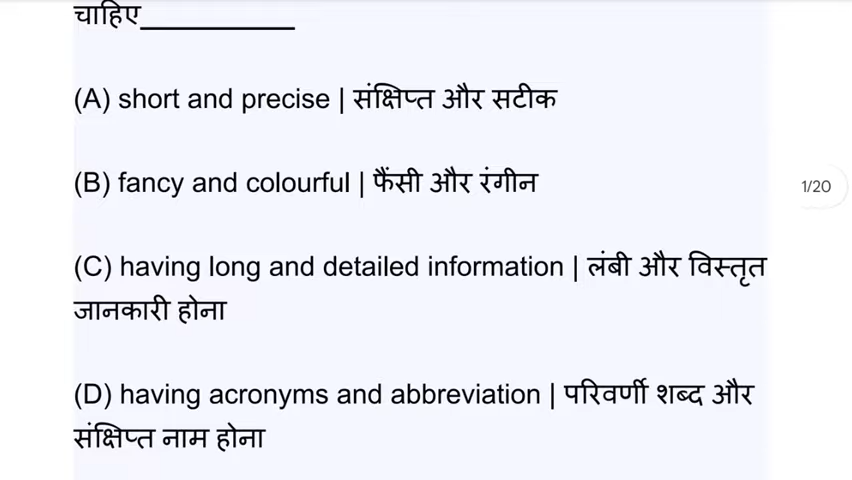 चाहिए___________
(A) short and precise | संक्षिप्त और सटीक
(B) fancy and colourful | फैंसी और रंगीन
1/20
(C) having long and detailed information | लंबी और विस्तृत
जानकारी होना
(D) having acronyms and abbreviation | परिवर्णी शब्द और
संक्षिप्त नाम होना